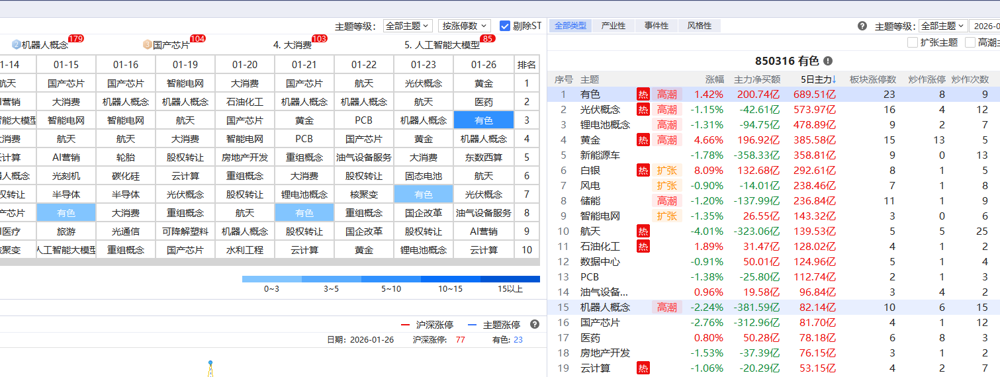 主题等级： 全部主题 按涨停数 剔除ST
2 机器人概念 179 3 国产芯片 104 4. 大消费 103 5. 人工智能大模型 85
1-14 01-15 01-16 01-19 01-20 01-21 01-22 01-23 01-26 排名
航天 国产芯片 国产芯片 智能电网 大消费 国产芯片 航天 光伏概念 黄金 1
营销 大消费 机器人概念 机器人概念 石油化工 机器人概念 机器人概念 航天 医药 2
智能大模型 智能电网 智能电网 航天 国产芯片 黄金 PCB 机器人概念 有色 3
消费 航天 航天 大消费 智能电网 PCB 国产芯片 黄金 机器人概念 4
计算 AI营销 轮胎 股权转让 房地产开发 重组概念 油气设备服务 大消费 东数西算 5
器人概念 光刻机 碳化硅 云计算 重组概念 大消费 股权转让 固态电池 航天 6
权转让 半导体 半导体 光伏概念 股权转让 锂电池概念 核聚变 有色 光伏概念 7
产芯片 有色 大消费 重组概念 航天 有色 重组概念 国企改革 油气设备服务 8
医疗 旅游 光通信 可降解塑料 机器人概念 股权转让 国企改革 股权转让 AI营销 9
聚变 人工智能大模型 重组概念 国产芯片 水利工程 云计算 黄金 锂电池概念 云计算 10
0~3 3~5 5~10 10~15 15以上
沪深涨停 主题涨停 ?
日期: 2026-01-26 沪深涨停: 77 有色: 23
全部类型 产业性 事件性 风格性 ? 主题等级: 全部主题 2026-0
扩张主题 高潮主
850316 有色 !
序号 主题 涨幅 主力净买额 5日主力↓ 板块涨停数 炒作涨停 炒作次数
1 有色 热 高潮 1.42% 200.74亿 689.51亿 23 8 9
2 光伏概念 热 高潮 -1.15% -42.61亿 573.97亿 16 4 12
3 锂电池概念 高潮 -1.31% -94.75亿 478.89亿 9 2 7
4 黄金 热 高潮 4.66% 196.92亿 385.58亿 15 13 5
5 新能源车 -1.78% -358.33亿 358.81亿 9 0 13
6 白银 热 扩张 8.09% 132.68亿 292.61亿 8 1 5
7 风电 扩张 -0.90% -14.01亿 238.46亿 7 1 8
8 储能 高潮 -1.20% -137.99亿 236.84亿 11 1 9
9 智能电网 扩张 -1.35% 26.55亿 143.32亿 3 0 6
10 航天 热 -4.01% -323.06亿 139.53亿 5 5 25
11 石油化工 热 1.89% 31.47亿 128.02亿 4 1 2
12 数据中心 -0.91% 50.01亿 124.96亿 5 1 4
13 PCB -1.38% -25.80亿 112.74亿 2 1 3
14 油气设备... 0.96% 19.58亿 96.84亿 3 4 2
15 机器人概念 高潮 -2.24% -381.59亿 82.14亿 10 6 15
16 国产芯片 -2.76% -312.96亿 81.70亿 4 1 12
17 医药 0.80% 50.28亿 78.18亿 6 8 3
18 房地产开发 -1.53% -37.39亿 76.15亿 3 1 2
19 云计算 热 -1.06% -20.29亿 53.15亿 4 2 7